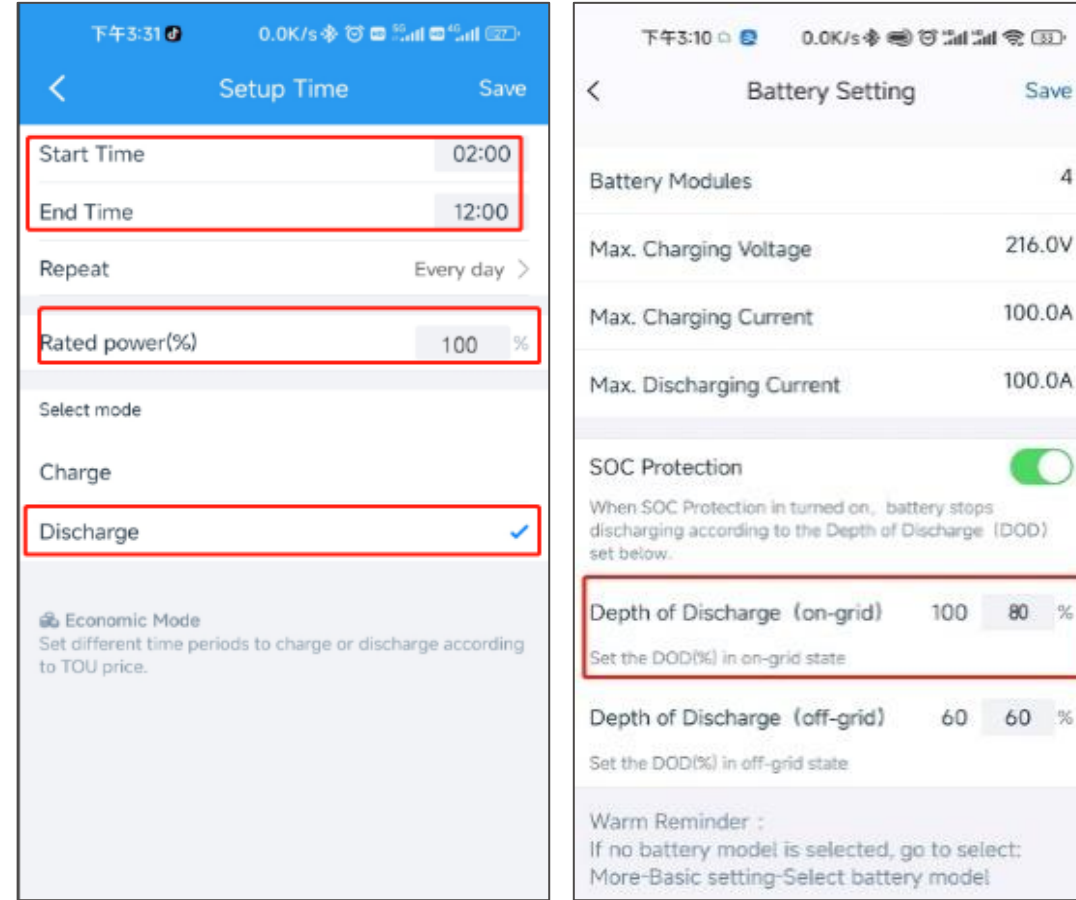 下午3:31
0.0K/s 5G 4G 27
Setup Time
Save
Start Time
02:00
End Time
12:00
Repeat
Every day
Rated power(%)
100 %
Select mode
Charge
Discharge
Economic Mode
Set different time periods to charge or discharge according
to TOU price.
下午3:10
0.0K/s 33
Battery Setting
Save
Battery Modules
4
Max. Charging Voltage
216.0V
Max. Charging Current
100.0A
Max. Discharging Current
100.0A
SOC Protection
When SOC Protection in turned on, battery stops
discharging according to the Depth of Discharge (DOD)
set below.
Depth of Discharge (on-grid) 100 80 %
Set the DOD(%) in on-grid state
Depth of Discharge (off-grid) 60 60 %
Set the DOD(%) in off-grid state
Warm Reminder :
If no battery model is selected, go to select:
More-Basic setting-Select battery model